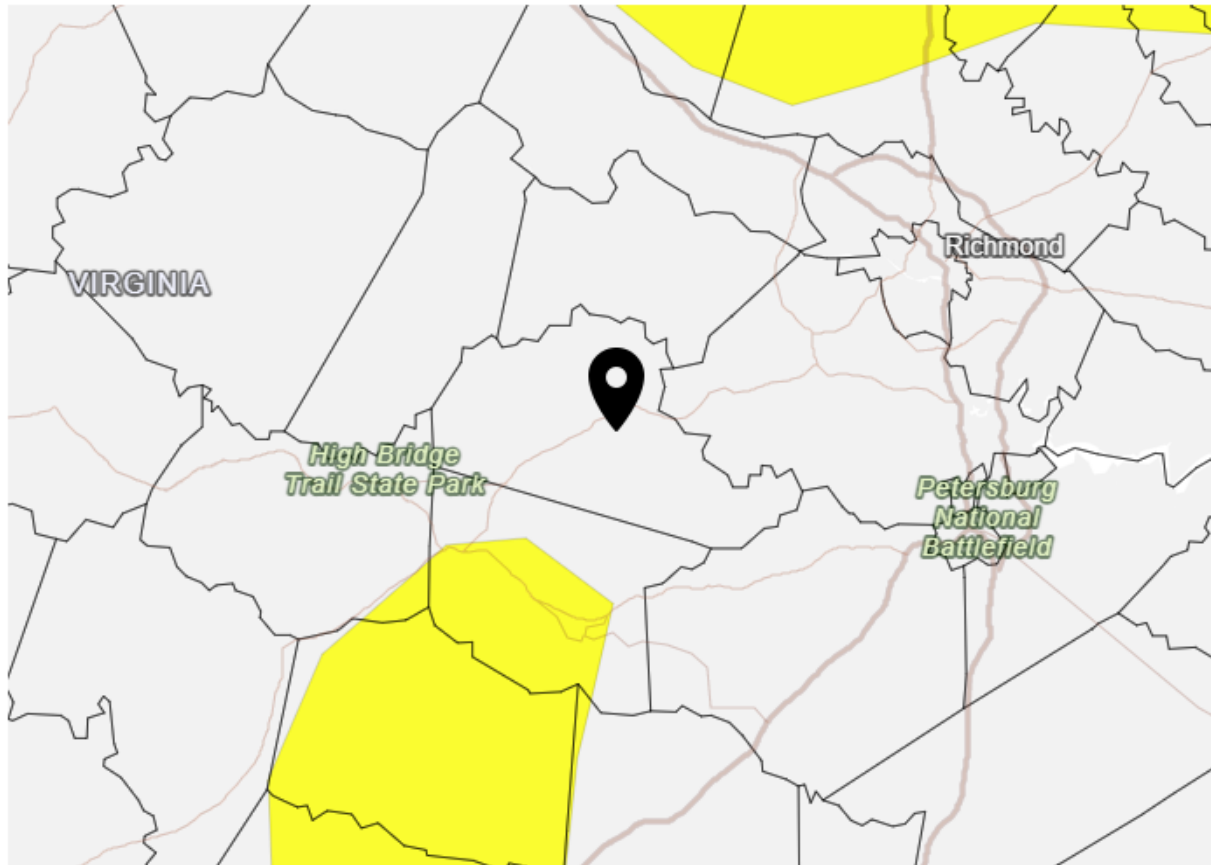 Richmond
VIRGINIA
High Bridge
Trail State Park
Petersburg
National
Battlefield